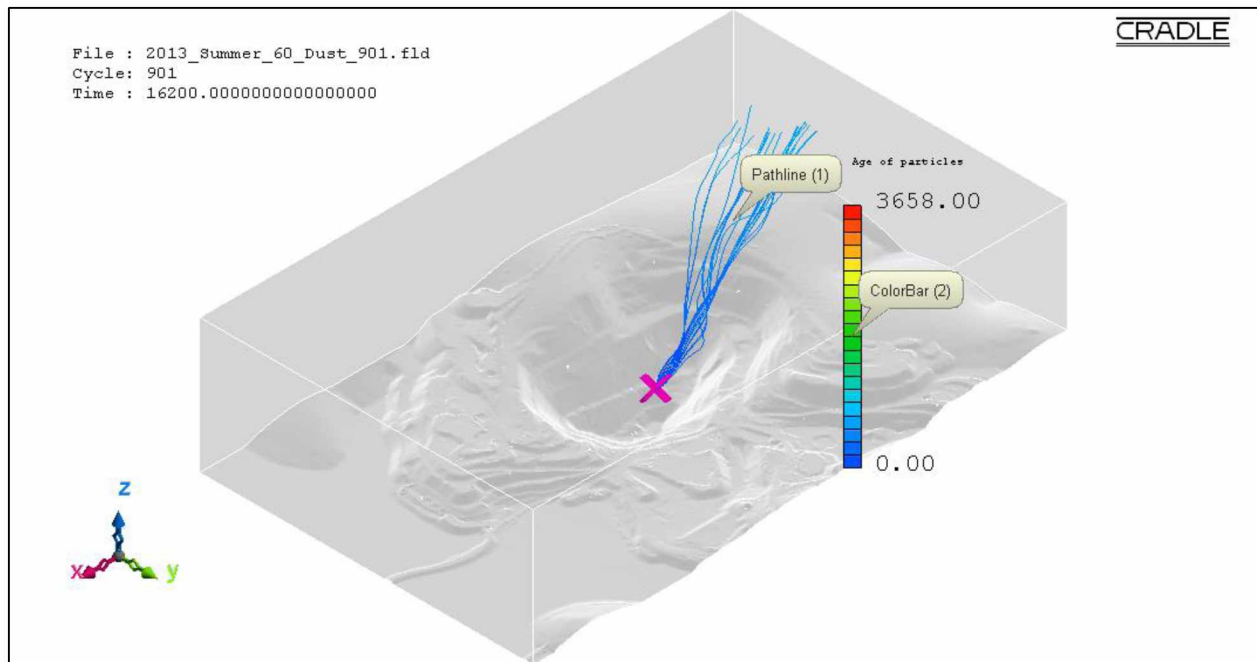 File : 2013_Summer_60_Dust_901.fld
Cycle: 901
Time : 16200.0000000000000000
CRADLE
Age of particles
Pathline (1)
3658.00
ColorBar (2)
0.00
z
x
y